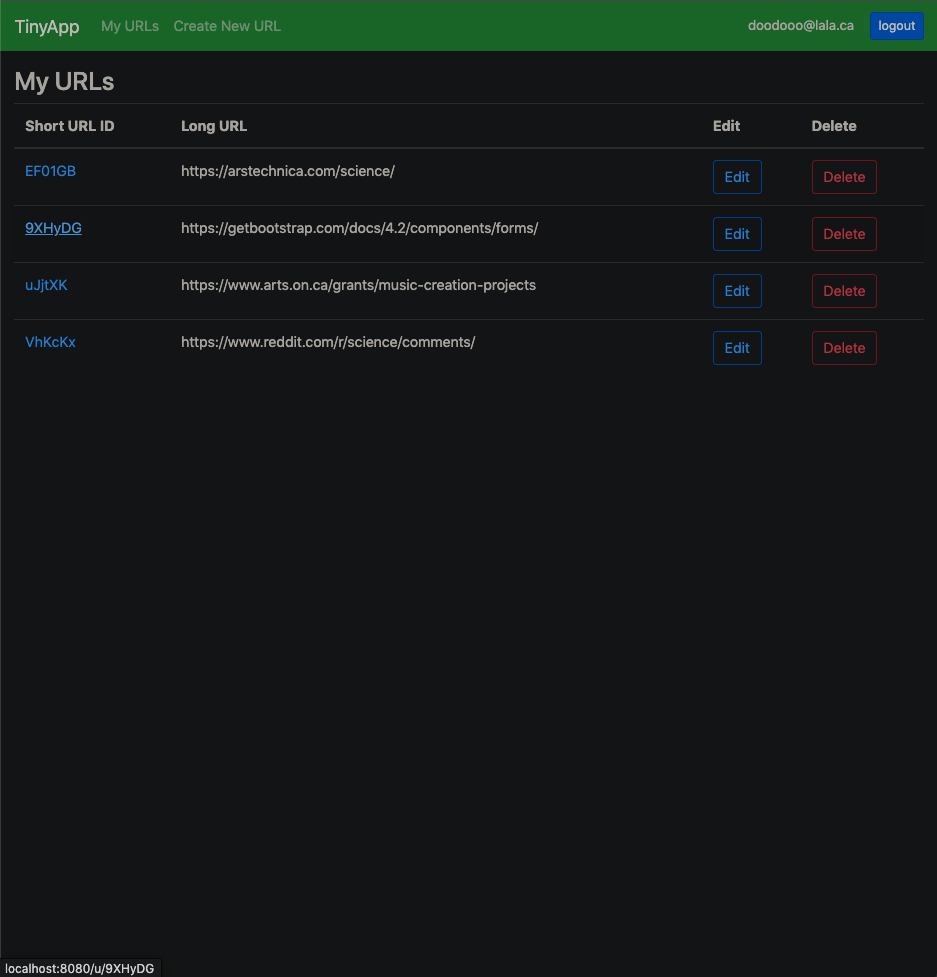 TinyApp My URLs Create New URL doodooo@lala.ca logout
My URLs
Short URL ID Long URL Edit Delete
EF01GB https://arstechnica.com/science/ Edit Delete
9XHyDG https://getbootstrap.com/docs/4.2/components/forms/ Edit Delete
uJjtXK https://www.arts.on.ca/grants/music-creation-projects Edit Delete
VhKcKx https://www.reddit.com/r/science/comments/ Edit Delete
localhost:8080/u/9XHyDG